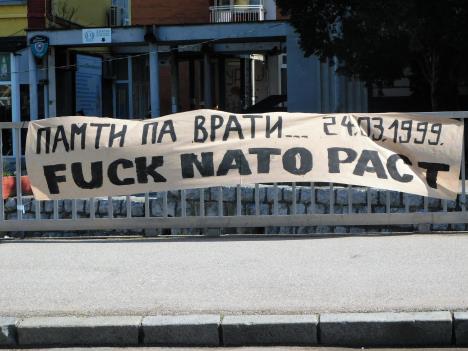 ПАМТИ ПА ВРАТИ... 24.03.1999.
FUCK NATO PACT